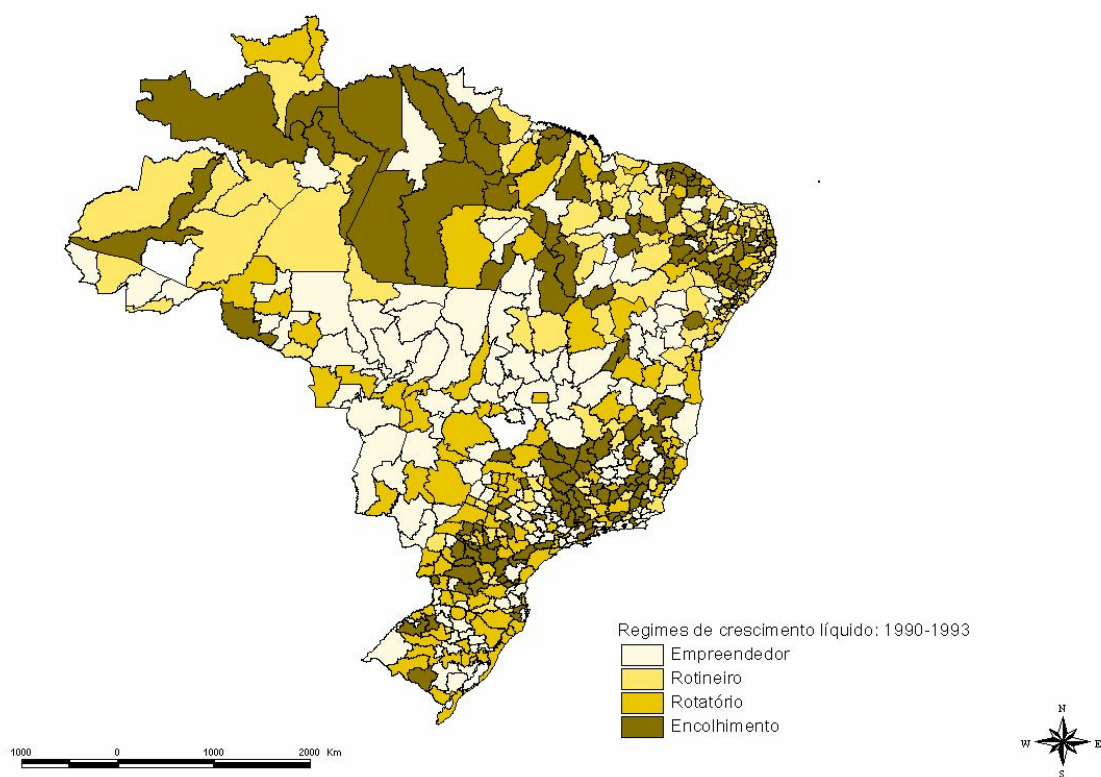 Regimes de crescimento líquido: 1990-1993
Empreendedor
Rotineiro
Rotatório
Encolhimento
1000 0 1000 2000 Km
N
W E
S